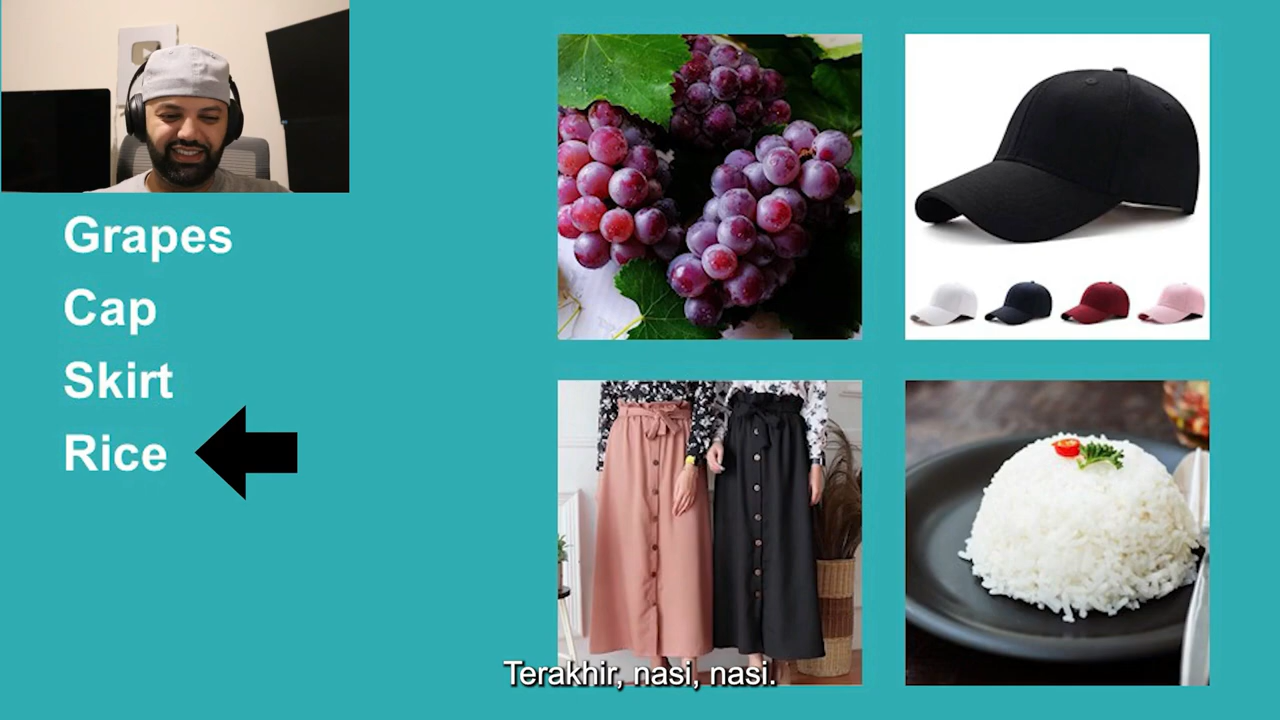 Grapes
Cap
Skirt
Rice
Terakhir, nasi, nasi.